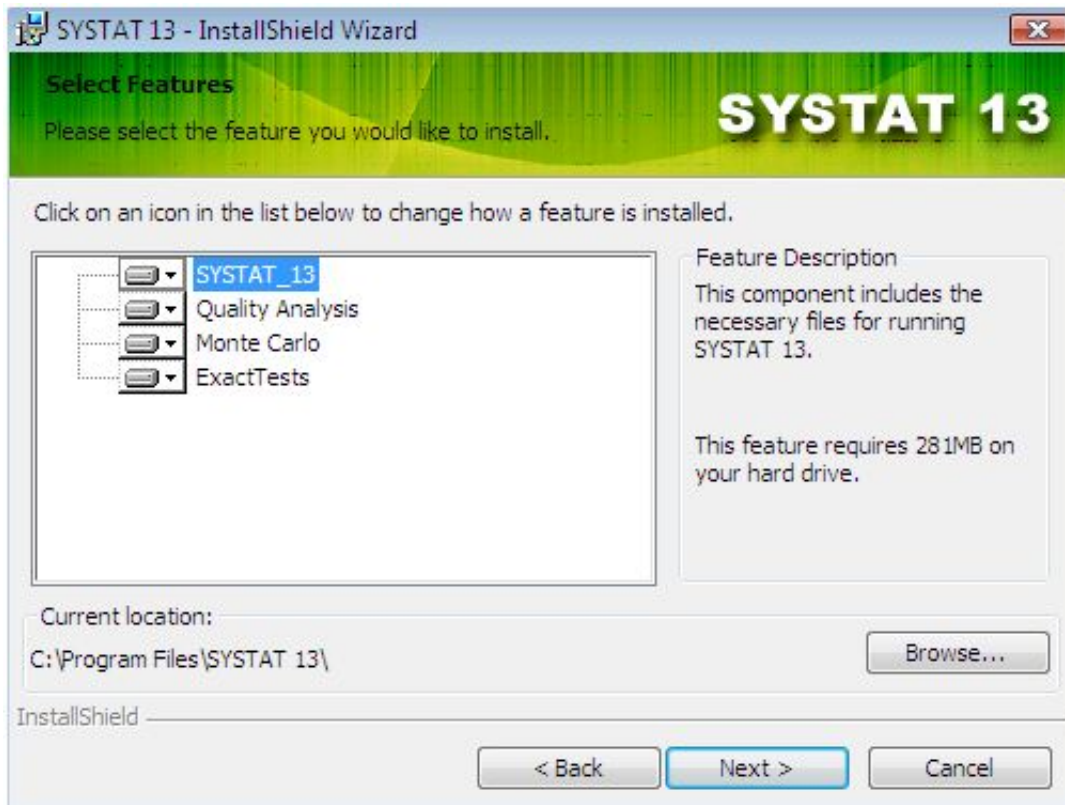 SYSTAT 13 - InstallShield Wizard
Select Features
Please select the feature you would like to install.
SYSTAT 13
Click on an icon in the list below to change how a feature is installed.
SYSTAT_13
Quality Analysis
Monte Carlo
ExactTests
Feature Description
This component includes the
necessary files for running
SYSTAT 13.
This feature requires 281MB on
your hard drive.
Current location:
C:\Program Files\SYSTAT 13\
Browse...
InstallShield
< Back
Next >
Cancel